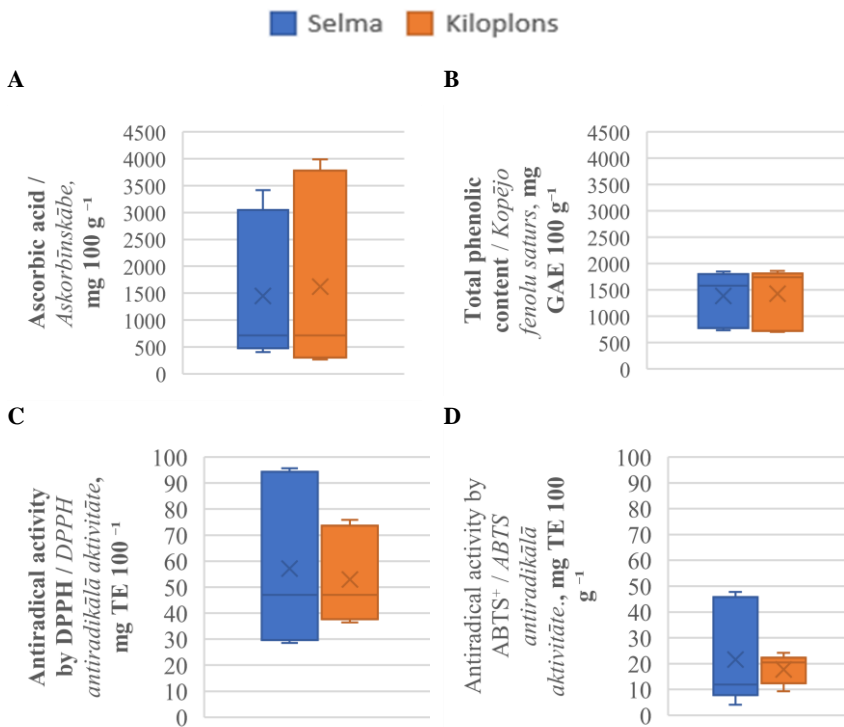 Selma Kiloplons
A
Ascorbic acid /
Askorbīnskābe,
mg 100 g⁻¹
4500
4000
3500
3000
2500
2000
1500
1000
500
0
B
Total phenolic
content / Kopējo
fenolu saturs, mg
GAE 100 g⁻¹
4500
4000
3500
3000
2500
2000
1500
1000
500
0
C
Antiradical activity
by DPPH / DPPH
antiradikālā aktivitāte,
mg TE 100⁻¹
100
90
80
70
60
50
40
30
20
10
0
D
Antiradical activity by
ABTS⁺ / ABTS
antiradikālā
aktivitāte., mg TE 100
g⁻¹
100
90
80
70
60
50
40
30
20
10
0